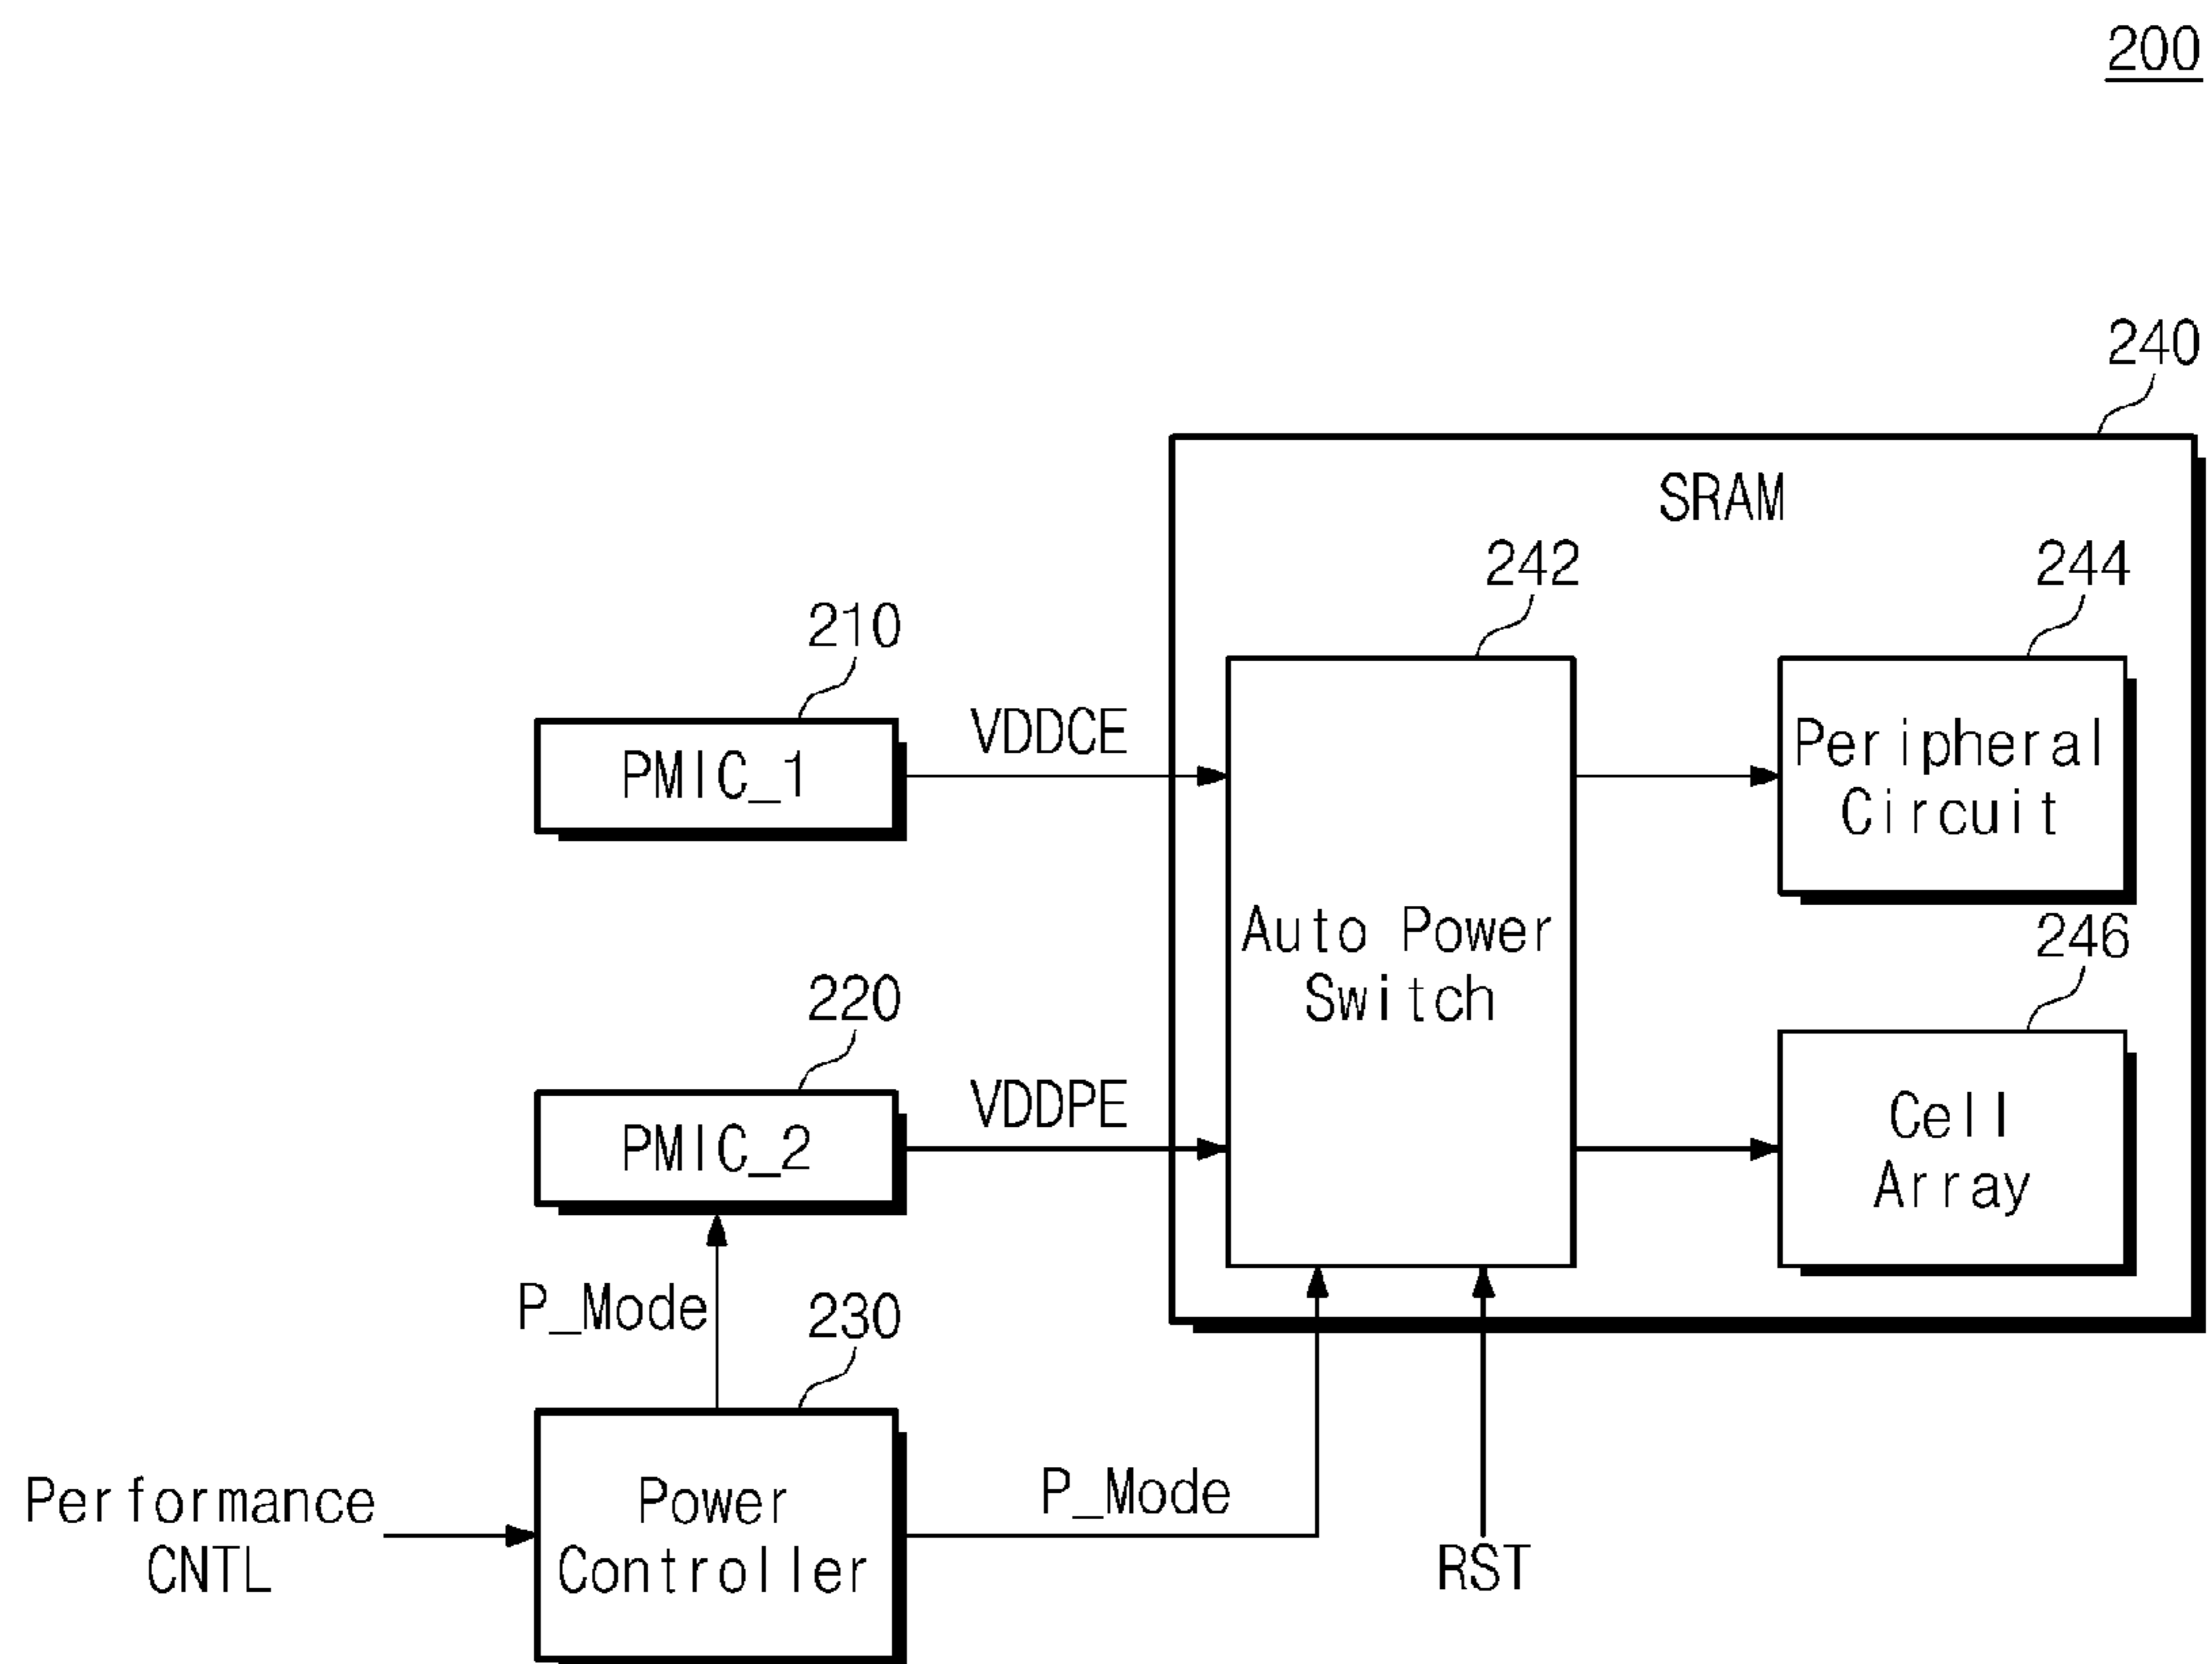 200
240
SRAM
242
244
210
VDDCE
PMIC_1
Peripheral
Circuit
Auto Power
Switch
246
220
VDDPE
PMIC_2
Cell
Array
P_Mode
230
Performance
CNTL
Power
Controller
P_Mode
RST